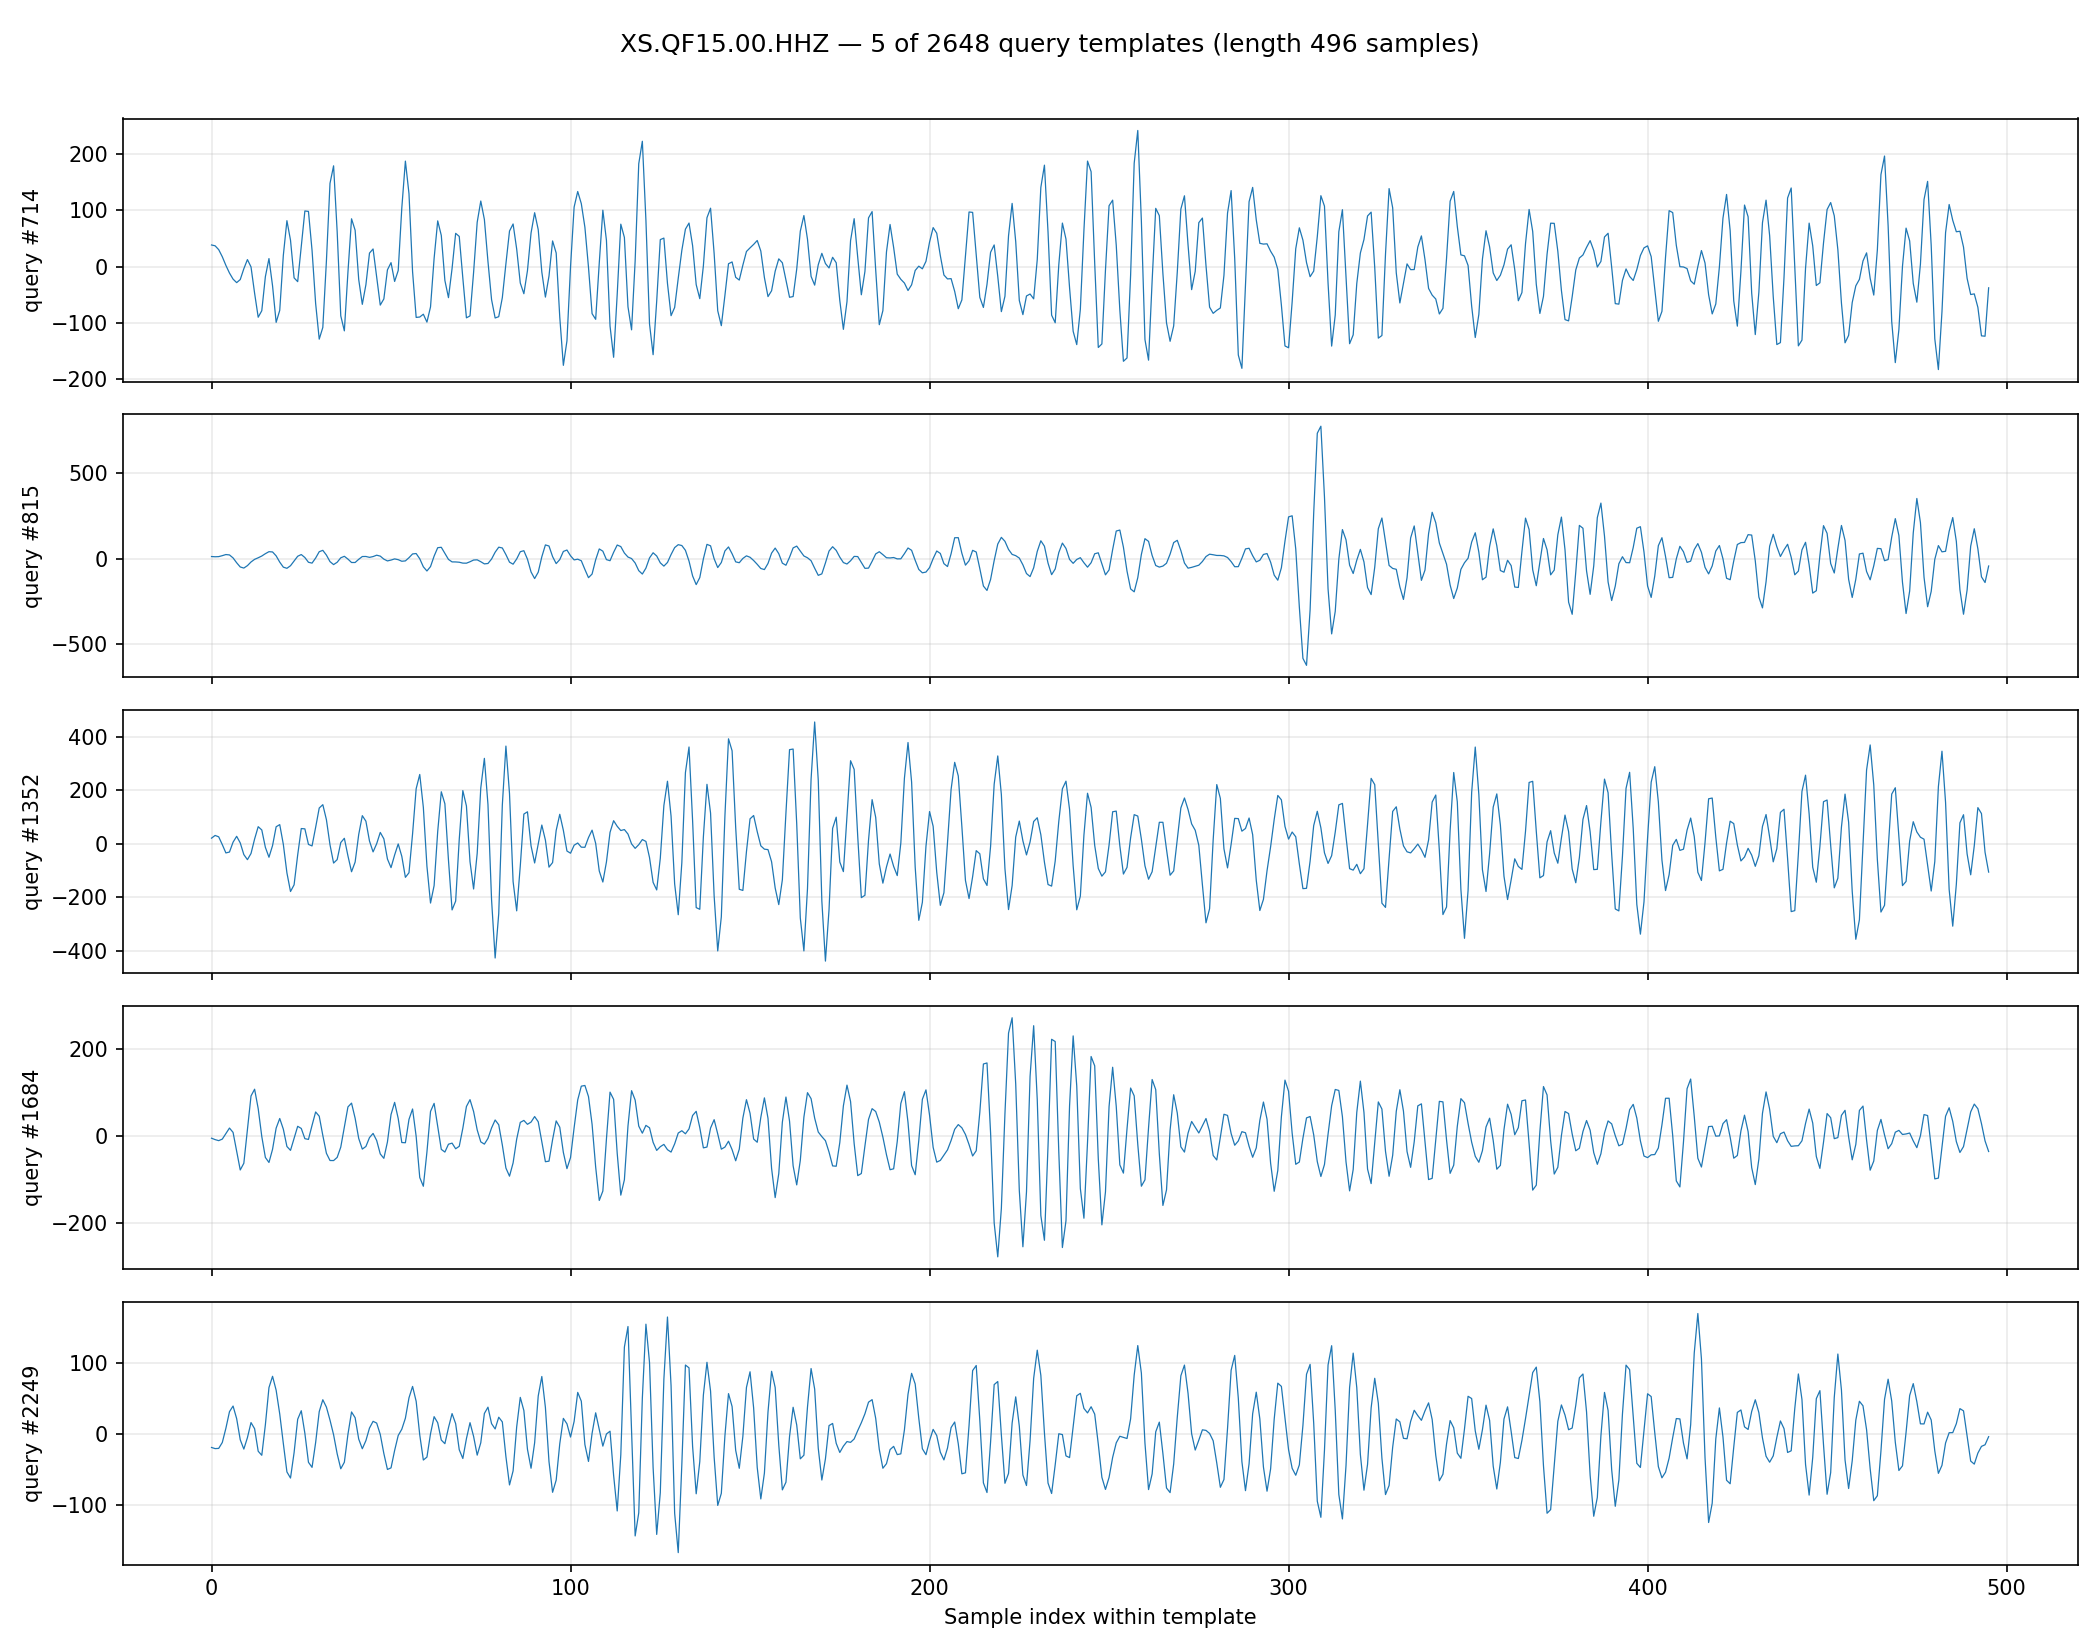 XS.QF15.00.HHZ — 5 of 2648 query templates (length 496 samples)
query #714
200
100
0
−100
−200
query #815
500
0
−500
query #1352
400
200
0
−200
−400
query #1684
200
0
−200
query #2249
100
0
−100
0 100 200 300 400 500
Sample index within template